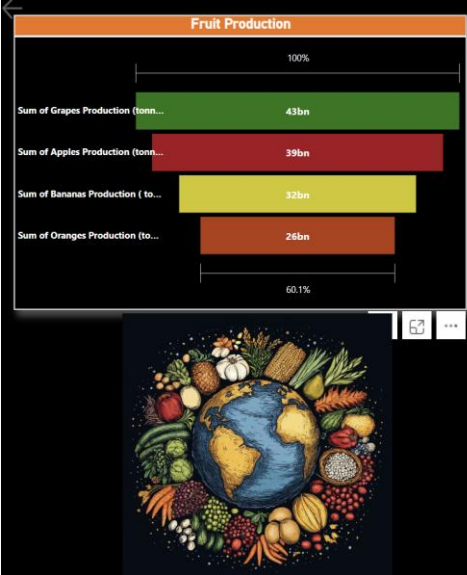 Fruit Production
100%
Sum of Grapes Production (tonn...
43bn
Sum of Apples Production (tonn...
39bn
Sum of Bananas Production ( to...
32bn
Sum of Oranges Production (to...
26bn
60.1%